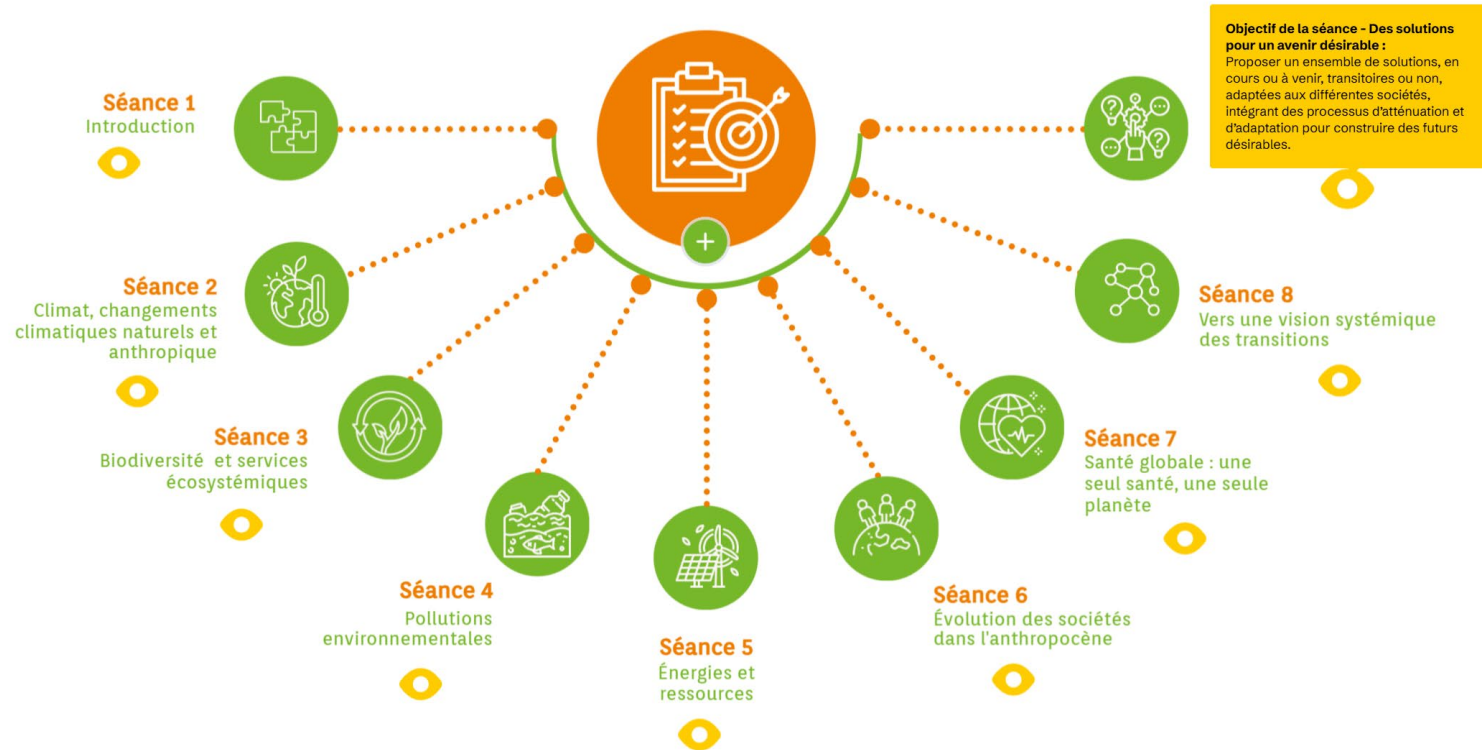 Séance 1
Introduction
Séance 2
Climat, changements
climatiques naturels et
anthropique
Séance 3
Biodiversité et services
écosystémiques
Séance 4
Pollutions
environnementales
Séance 5
Énergies et
ressources
Séance 6
Évolution des sociétés
dans l'anthropocène
Séance 7
Santé globale : une
seul santé, une seule
planète
Séance 8
Vers une vision systémique
des transitions
Objectif de la séance - Des solutions
pour un avenir désirable :
Proposer un ensemble de solutions, en
cours ou à venir, transitoires ou non,
adaptées aux différentes sociétés,
intégrant des processus d’atténuation et
d’adaptation pour construire des futurs
désirables.